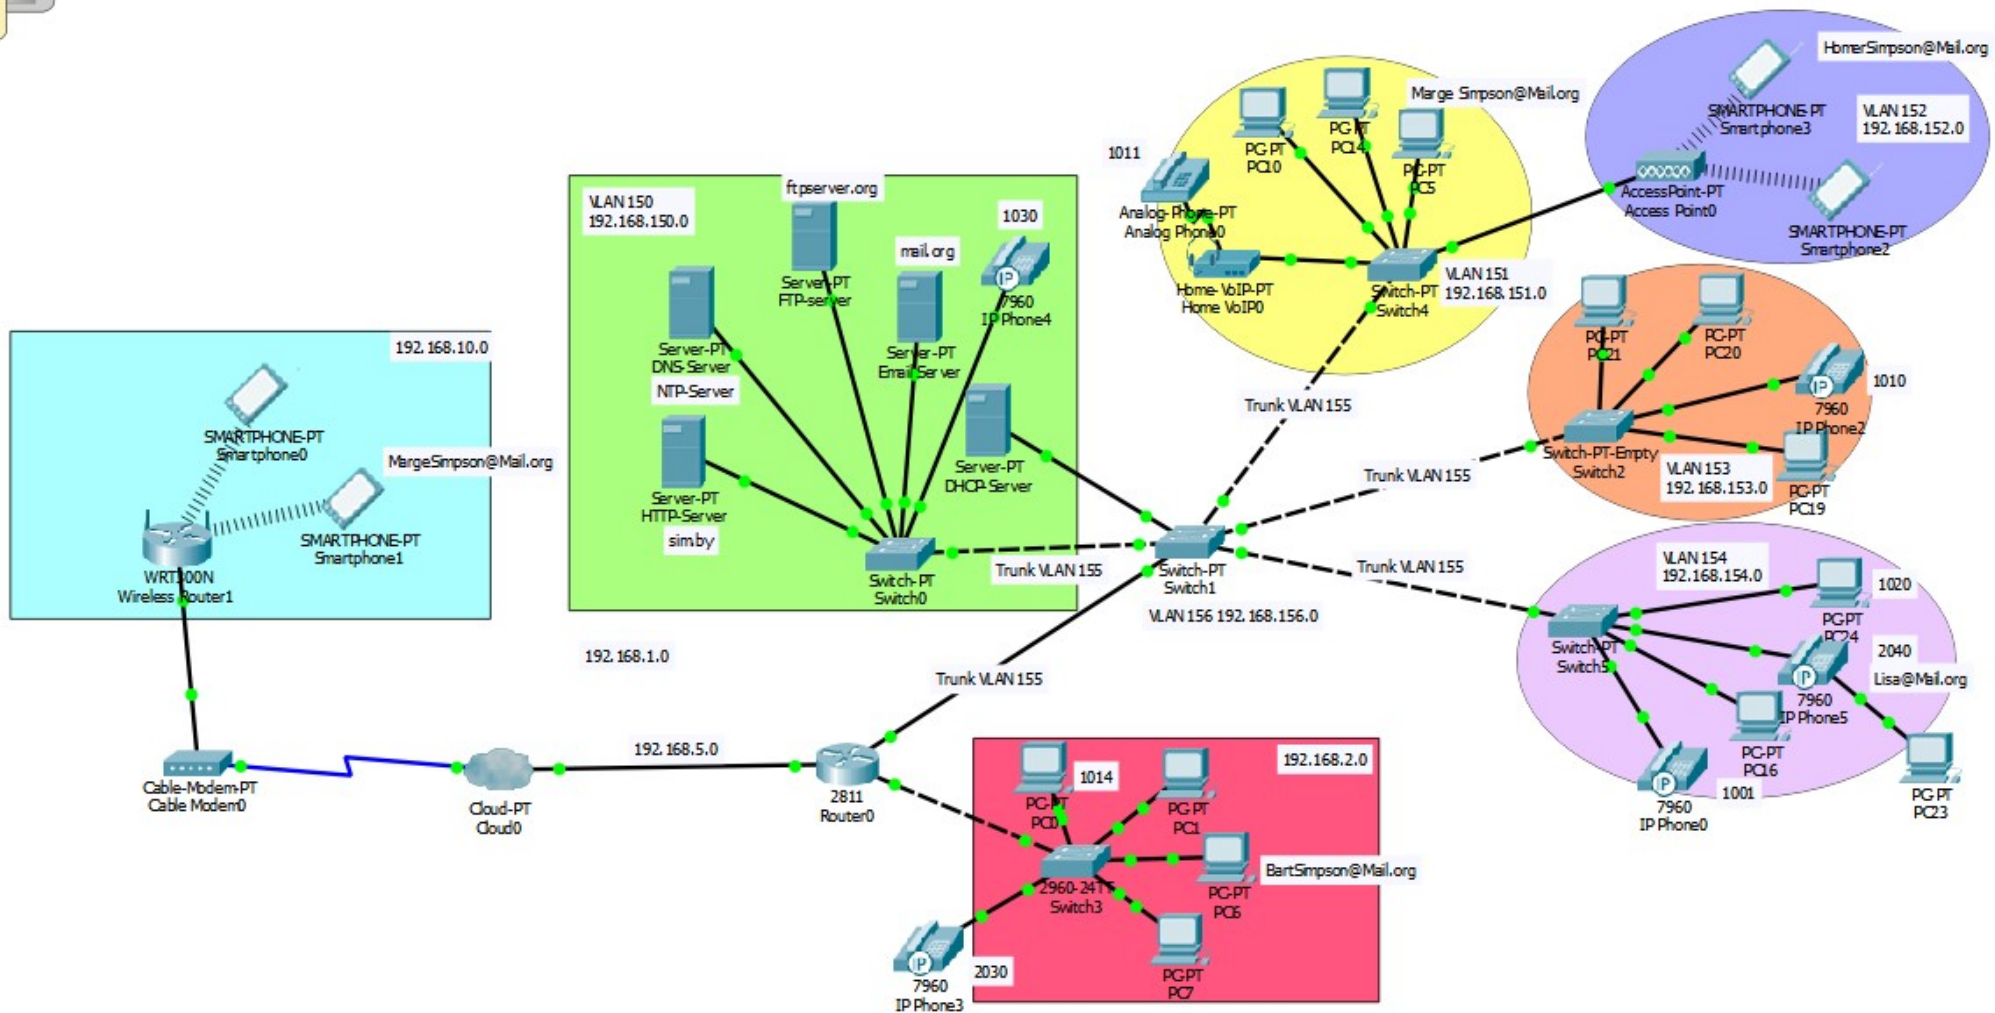 192.168.10.0
SMARTPHONE-PT
Smartphone0
MargeSimpson@Mail.org
SMARTPHONE-PT
Smartphone1
WRT300N
Wireless Router1
Cable-Modem-PT
Cable Modem0
Cloud-PT
Cloud0
192.168.5.0
192.168.1.0
2811
Router0
VLAN 150
192.168.150.0
ftpserver.org
Server-PT
FTP-server
mail.org
Server-PT
Email Server
1030
7960
IP Phone4
Server-PT
DNS-Server
NTP-Server
Server-PT
HTTP-Server
sim.by
Server-PT
DHCP-Server
Switch-PT
Switch0
Trunk VLAN 155
Switch-PT
Switch1
VLAN 156 192.168.156.0
Trunk VLAN 155
Trunk VLAN 155
Trunk VLAN 155
Trunk VLAN 155
1011
Analog-Phone-PT
Analog Phone0
Home-VoIP-PT
Home VoIP0
PC-PT
PC10
PC-PT
PC14
Marge Simpson@Mail.org
PC-PT
PC5
Switch-PT
Switch4
VLAN 151
192.168.151.0
HomerSimpson@Mail.org
SMARTPHONE-PT
Smartphone3
VLAN 152
192.168.152.0
AccessPoint-PT
Access Point0
SMARTPHONE-PT
Smartphone2
PC-PT
PC21
PC-PT
PC20
1010
7960
IP Phone2
Switch-PT-Empty
Switch2
VLAN 153
192.168.153.0
PC-PT
PC19
VLAN 154
192.168.154.0
1020
PC-PT
PC24
Switch-PT
Switch5
2040
Lisa@Mail.org
7960
IP Phone5
PC-PT
PC16
7960
IP Phone0
1001
PC-PT
PC23
192.168.2.0
PC-PT
PC0
1014
PC-PT
PC1
2960-24TT
Switch3
PC-PT
PC6
BartSimpson@Mail.org
PC-PT
PC7
7960
IP Phone3
2030